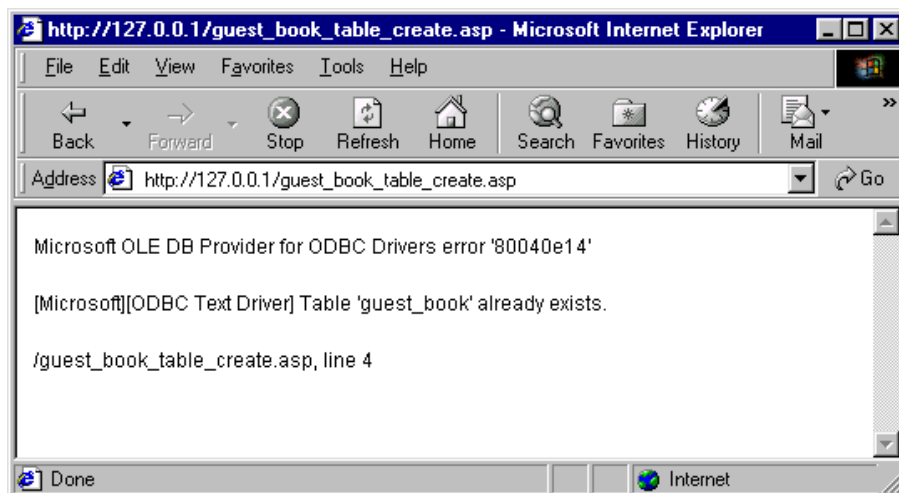 http://127.0.0.1/guest_book_table_create.asp - Microsoft Internet Explorer
File Edit View Favorites Tools Help
Back Forward Stop Refresh Home Search Favorites History Mail »
Address http://127.0.0.1/guest_book_table_create.asp Go
Microsoft OLE DB Provider for ODBC Drivers error '80040e14'
[Microsoft][ODBC Text Driver] Table 'guest_book' already exists.
/guest_book_table_create.asp, line 4
Done Internet